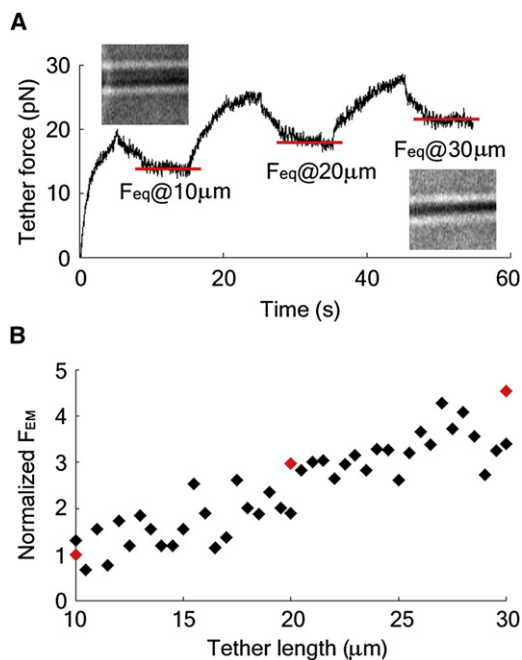 A
Tether force (pN)
30
20
10
0
Feq@10μm
Feq@20μm
Feq@30μm
0
20
40
60
Time (s)
B
Normalized FEM
5
4
3
2
1
0
10
15
20
25
30
Tether length (μm)